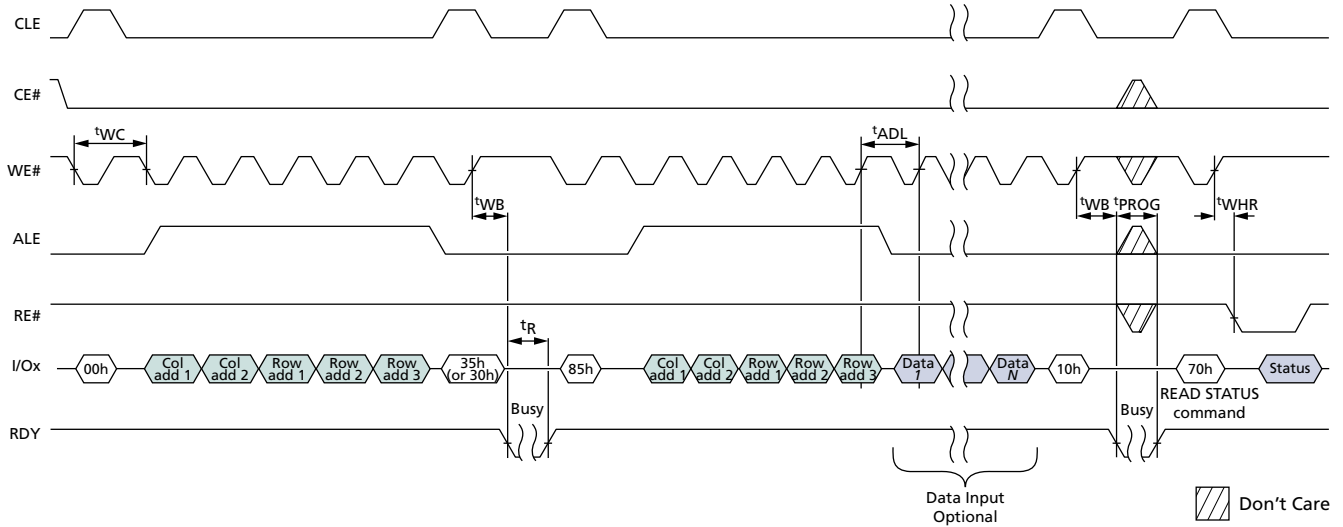 CLE
CE#
tWC
tADL
WE#
tWB
tWB
tPROG
tWHR
ALE
RE#
tR
I/Ox
00h
Col add 1
Col add 2
Row add 1
Row add 2
Row add 3
35h (or 30h)
85h
Col add 1
Col add 2
Row add 1
Row add 2
Row add 3
Data 1
Data N
10h
70h
Status
READ STATUS command
Busy
Busy
RDY
Data Input
Optional
Don't Care